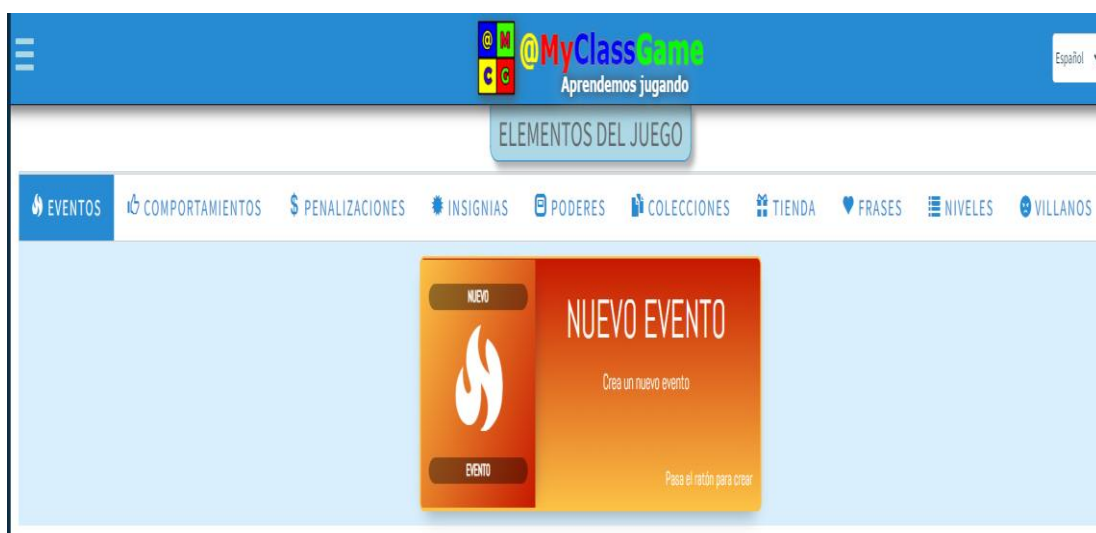 @ M
C G
@MyClassGame
Aprendemos jugando
Español
ELEMENTOS DEL JUEGO
EVENTOS COMPORTAMIENTOS $ PENALIZACIONES INSIGNIAS PODERES COLECCIONES TIENDA FRASES NIVELES VILLANOS
NUEVO
EVENTO
NUEVO EVENTO
Crea un nuevo evento
Pasa el ratón para crear